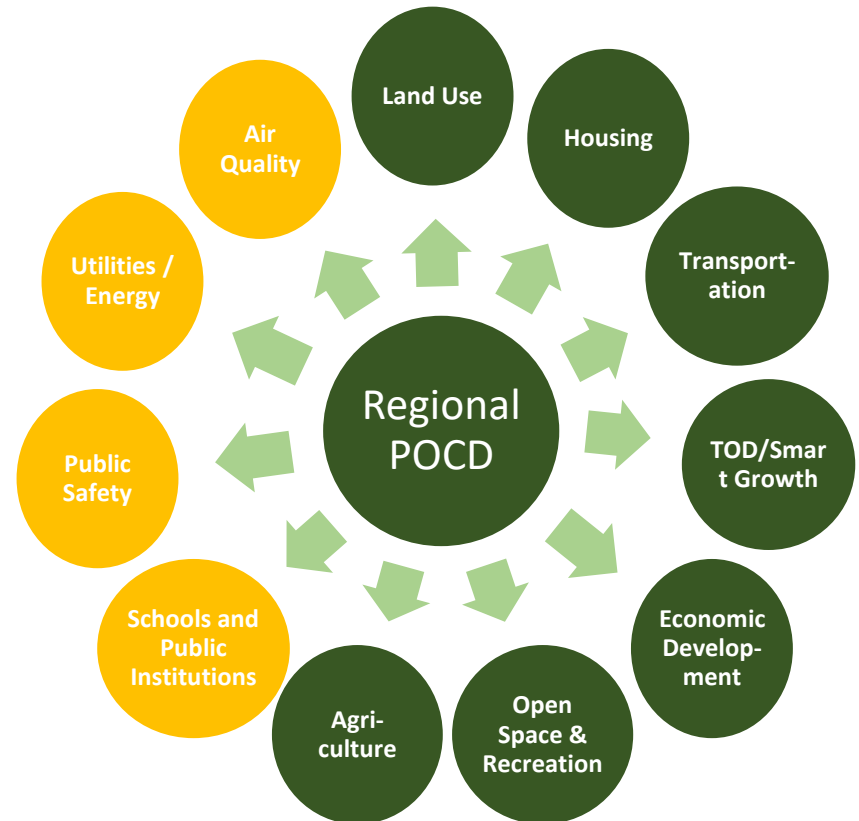 Land Use
Housing
Transport-
ation
TOD/Smar
t Growth
Economic
Develop-
ment
Open
Space &
Recreation
Agri-
culture
Schools and
Public
Institutions
Public
Safety
Utilities /
Energy
Air
Quality
Regional
POCD